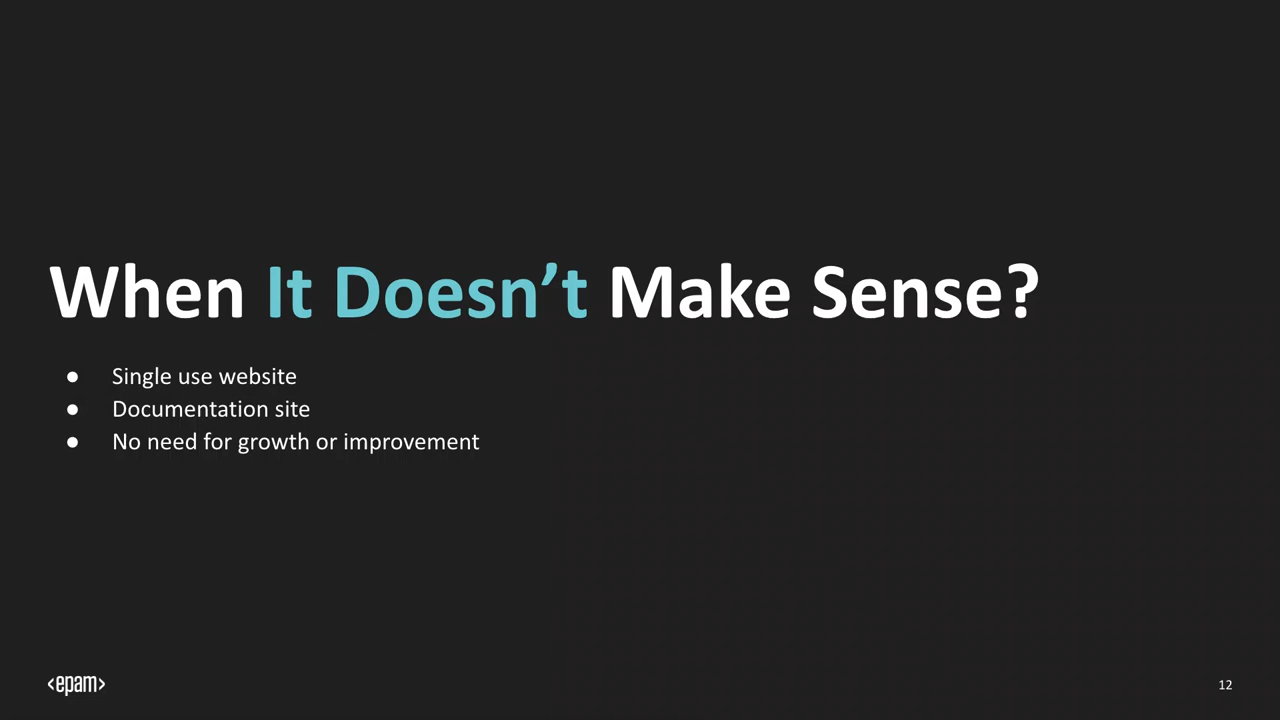 When It Doesn’t Make Sense?
● Single use website
● Documentation site
● No need for growth or improvement
<epam>
12